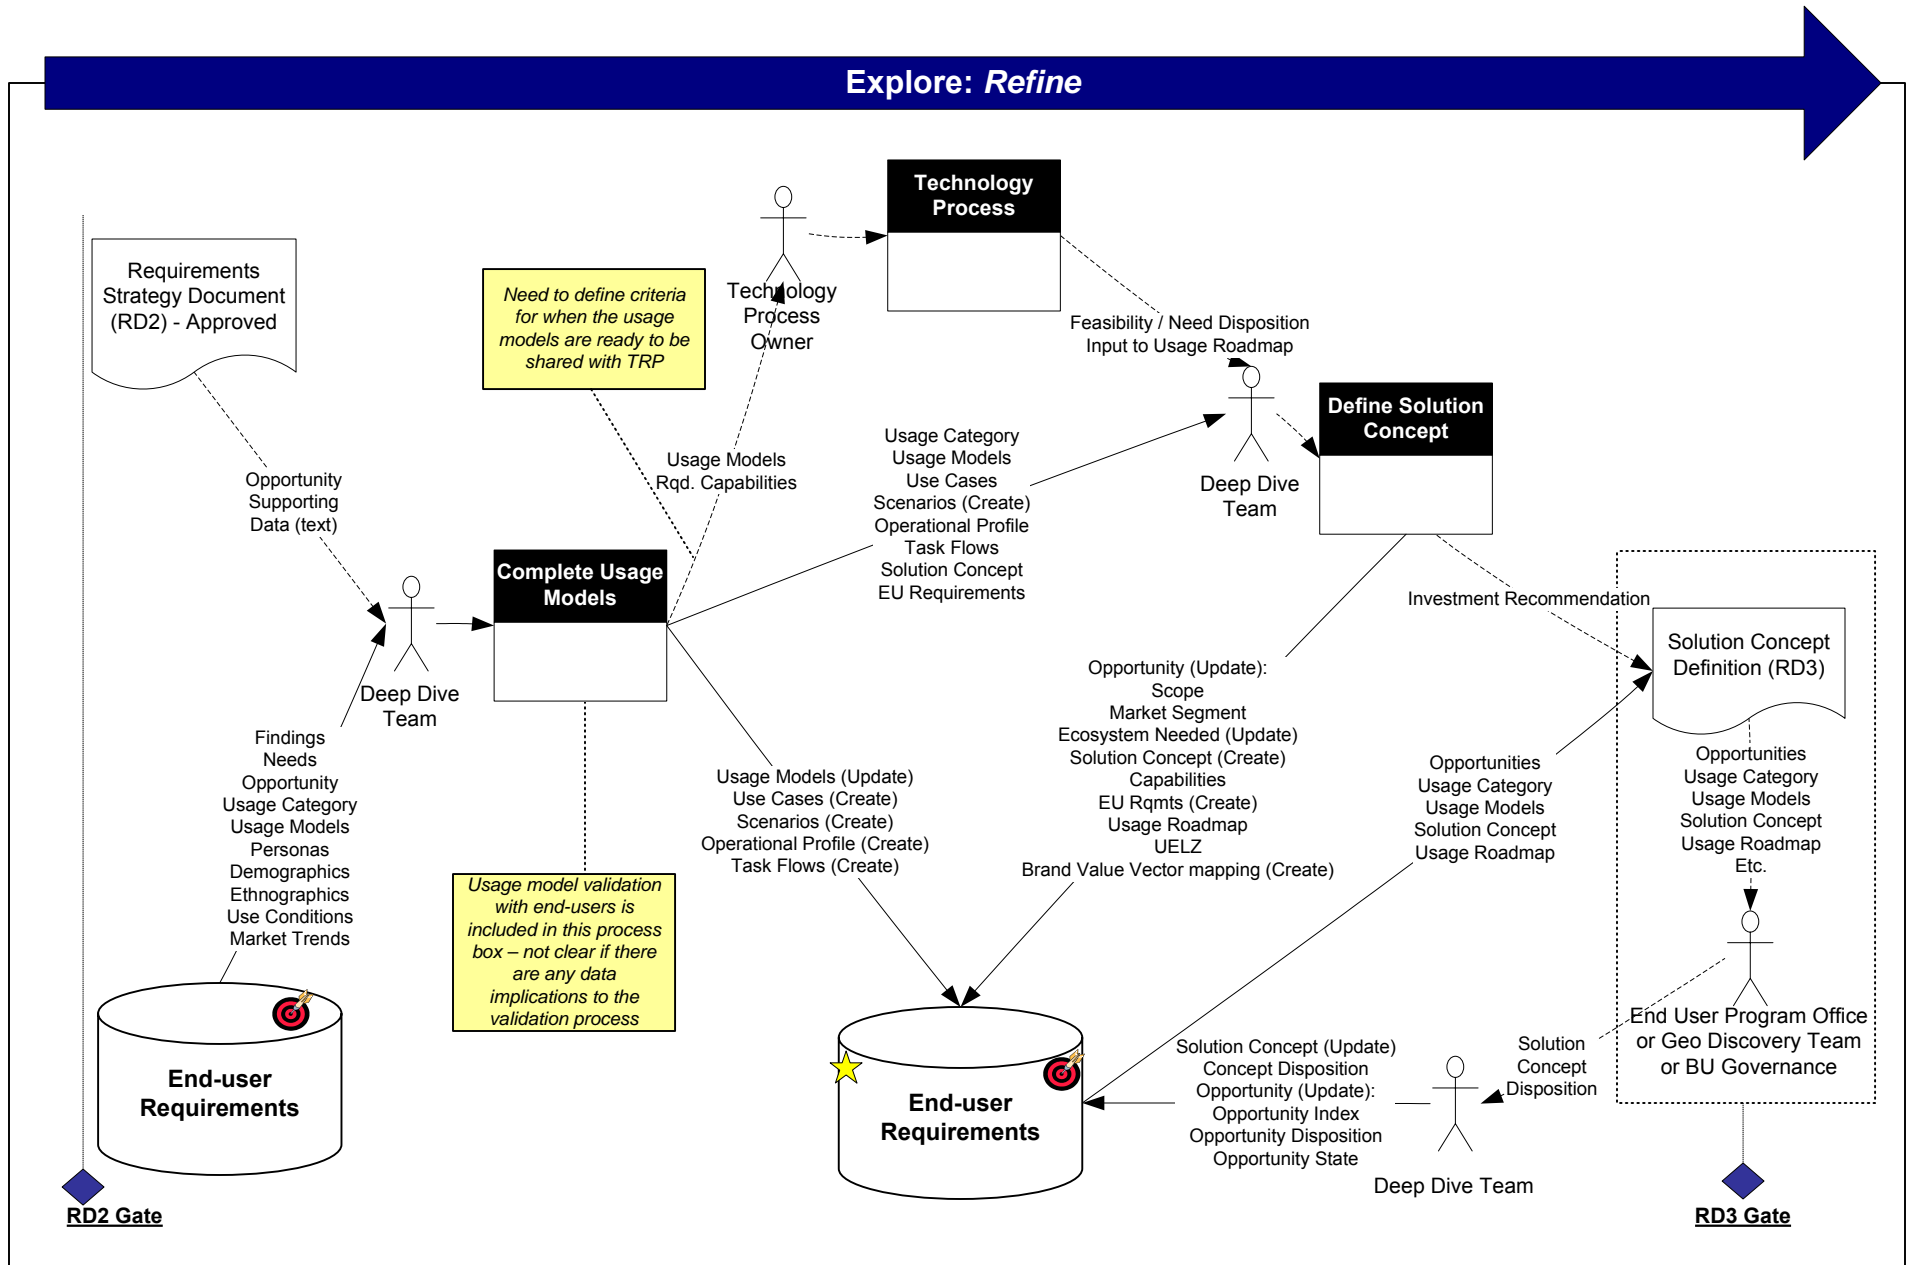 Explore: Refine
Technology
Process
Requirements
Strategy Document
(RD2) - Approved
Need to define criteria
for when the usage
models are ready to be
shared with TRP
Technology
Process
Owner
Feasibility / Need Disposition
Input to Usage Roadmap
Define Solution
Concept
Deep Dive
Team
Usage Category
Usage Models
Use Cases
Scenarios (Create)
Operational Profile
Task Flows
Solution Concept
EU Requirements
Usage Models
Rqd. Capabilities
Opportunity
Supporting
Data (text)
Complete Usage
Models
Deep Dive
Team
Investment Recommendation
Solution Concept
Definition (RD3)
Findings
Needs
Opportunity
Usage Category
Usage Models
Personas
Demographics
Ethnographics
Use Conditions
Market Trends
Usage Models (Update)
Use Cases (Create)
Scenarios (Create)
Operational Profile (Create)
Task Flows (Create)
Opportunity (Update):
Scope
Market Segment
Ecosystem Needed (Update)
Solution Concept (Create)
Capabilities
EU Rqmts (Create)
Usage Roadmap
UELZ
Brand Value Vector mapping (Create)
Opportunities
Usage Category
Usage Models
Solution Concept
Usage Roadmap
Opportunities
Usage Category
Usage Models
Solution Concept
Usage Roadmap
Etc.
Usage model validation
with end-users is
included in this process
box – not clear if there
are any data
implications to the
validation process
End-user
Requirements
End-user
Requirements
Solution Concept (Update)
Concept Disposition
Opportunity (Update):
Opportunity Index
Opportunity Disposition
Opportunity State
Deep Dive Team
Solution
Concept
Disposition
End User Program Office
or Geo Discovery Team
or BU Governance
RD2 Gate
RD3 Gate